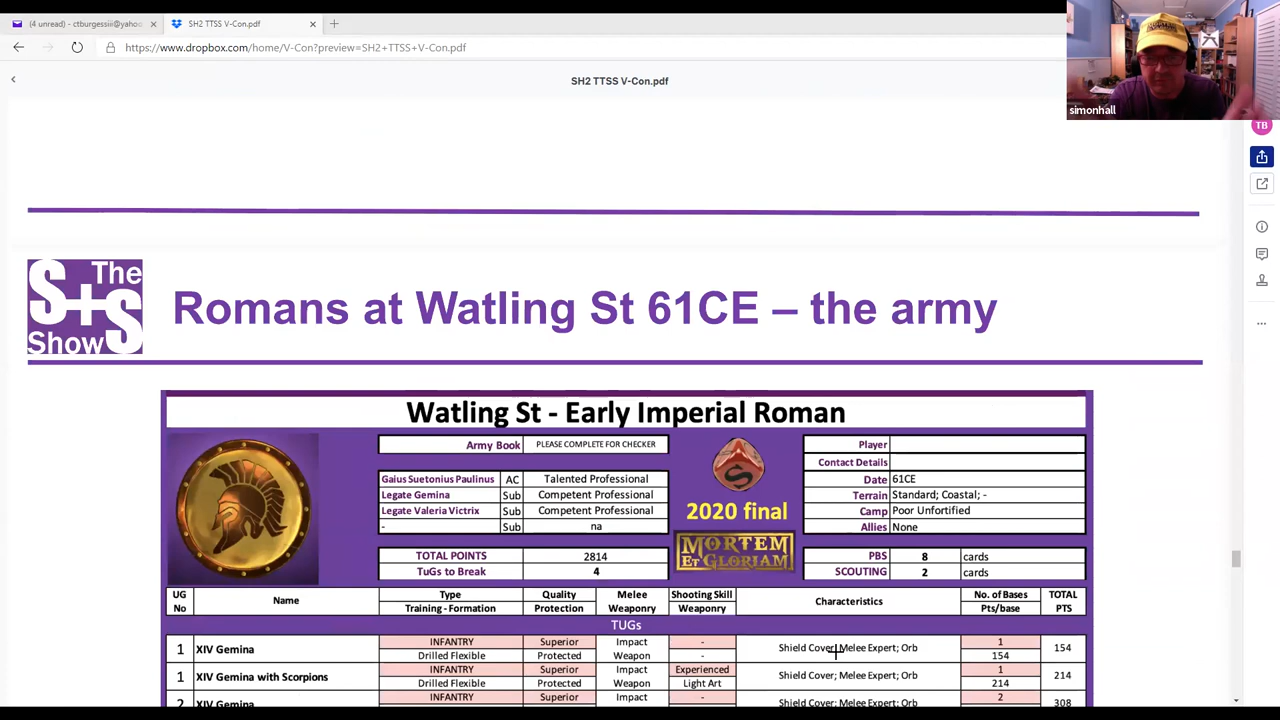 (4 unread) - ctburgessiii@yaho
SH2 TTSS V-Con.pdf
https://www.dropbox.com/home/V-Con?preview=SH2+TTSS+V-Con.pdf
SH2 TTSS V-Con.pdf
simonhall
TB
The
S+S
Show
Romans at Watling St 61CE – the army
Watling St - Early Imperial Roman
Army Book PLEASE COMPLETE FOR CHECKER
Gaius Suetonius Paulinus AC Talented Professional
Legate Gemina Sub Competent Professional
Legate Valeria Victrix Sub Competent Professional
- Sub na
TOTAL POINTS 2814
TuGs to Break 4
2020 final
MORTEM
ET GLORIAM
Player
Contact Details
Date 61CE
Terrain Standard; Coastal; -
Camp Poor Unfortified
Allies None
PBS 8 cards
SCOUTING 2 cards
UG No Name Type Training - Formation Quality Protection Melee Weaponry Shooting Skill Weaponry Characteristics No. of Bases Pts/base TOTAL PTS
TUGs
1 XIV Gemina INFANTRY Superior Impact - Shield Cover; Melee Expert; Orb 1 154
Drilled Flexible Protected Weapon - 154
1 XIV Gemina with Scorpions INFANTRY Superior Impact Experienced Shield Cover; Melee Expert; Orb 1 214
Drilled Flexible Protected Weapon Light Art 214
2 XIV Gemina INFANTRY Superior Impact - Shield Cover; Melee Expert; Orb 2 308